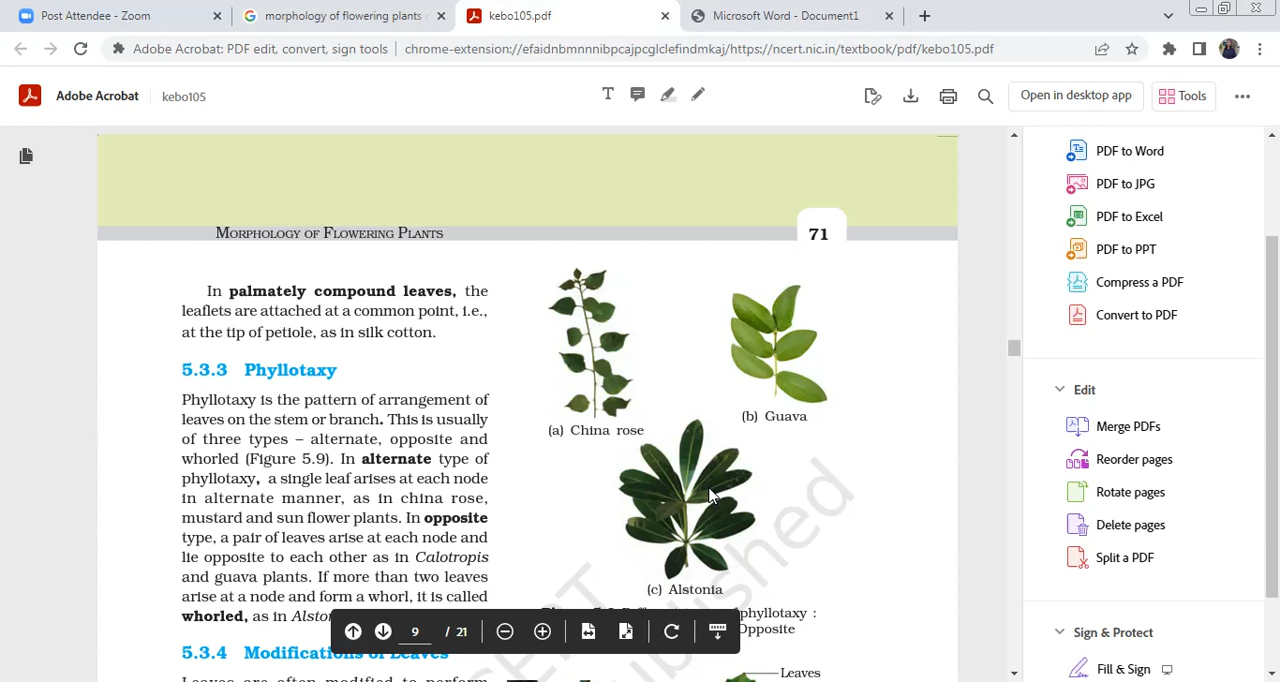 Post Attendee - Zoom
morphology of flowering plants
kebo105.pdf
Microsoft Word - Document1
Adobe Acrobat: PDF edit, convert, sign tools
chrome-extension://efaidnbmnnnibpcajpcglclefindmkaj/https://ncert.nic.in/textbook/pdf/kebo105.pdf
Adobe Acrobat
kebo105
Open in desktop app
Tools
MORPHOLOGY OF FLOWERING PLANTS
71
In palmately compound leaves, the
leaflets are attached at a common point, i.e.,
at the tip of petiole, as in silk cotton.
5.3.3 Phyllotaxy
Phyllotaxy is the pattern of arrangement of
leaves on the stem or branch. This is usually
of three types – alternate, opposite and
whorled (Figure 5.9). In alternate type of
phyllotaxy, a single leaf arises at each node
in alternate manner, as in china rose,
mustard and sun flower plants. In opposite
type, a pair of leaves arise at each node and
lie opposite to each other as in Calotropis
and guava plants. If more than two leaves
arise at a node and form a whorl, it is called
whorled, as in
5.3.4 Modifications of Leaves
Leaves are often modified to perform
(a) China rose
(b) Guava
(c) Alstonia
phyllotaxy :
Opposite
Leaves
published
9 / 21
PDF to Word
PDF to JPG
PDF to Excel
PDF to PPT
Compress a PDF
Convert to PDF
Edit
Merge PDFs
Reorder pages
Rotate pages
Delete pages
Split a PDF
Sign & Protect
Fill & Sign